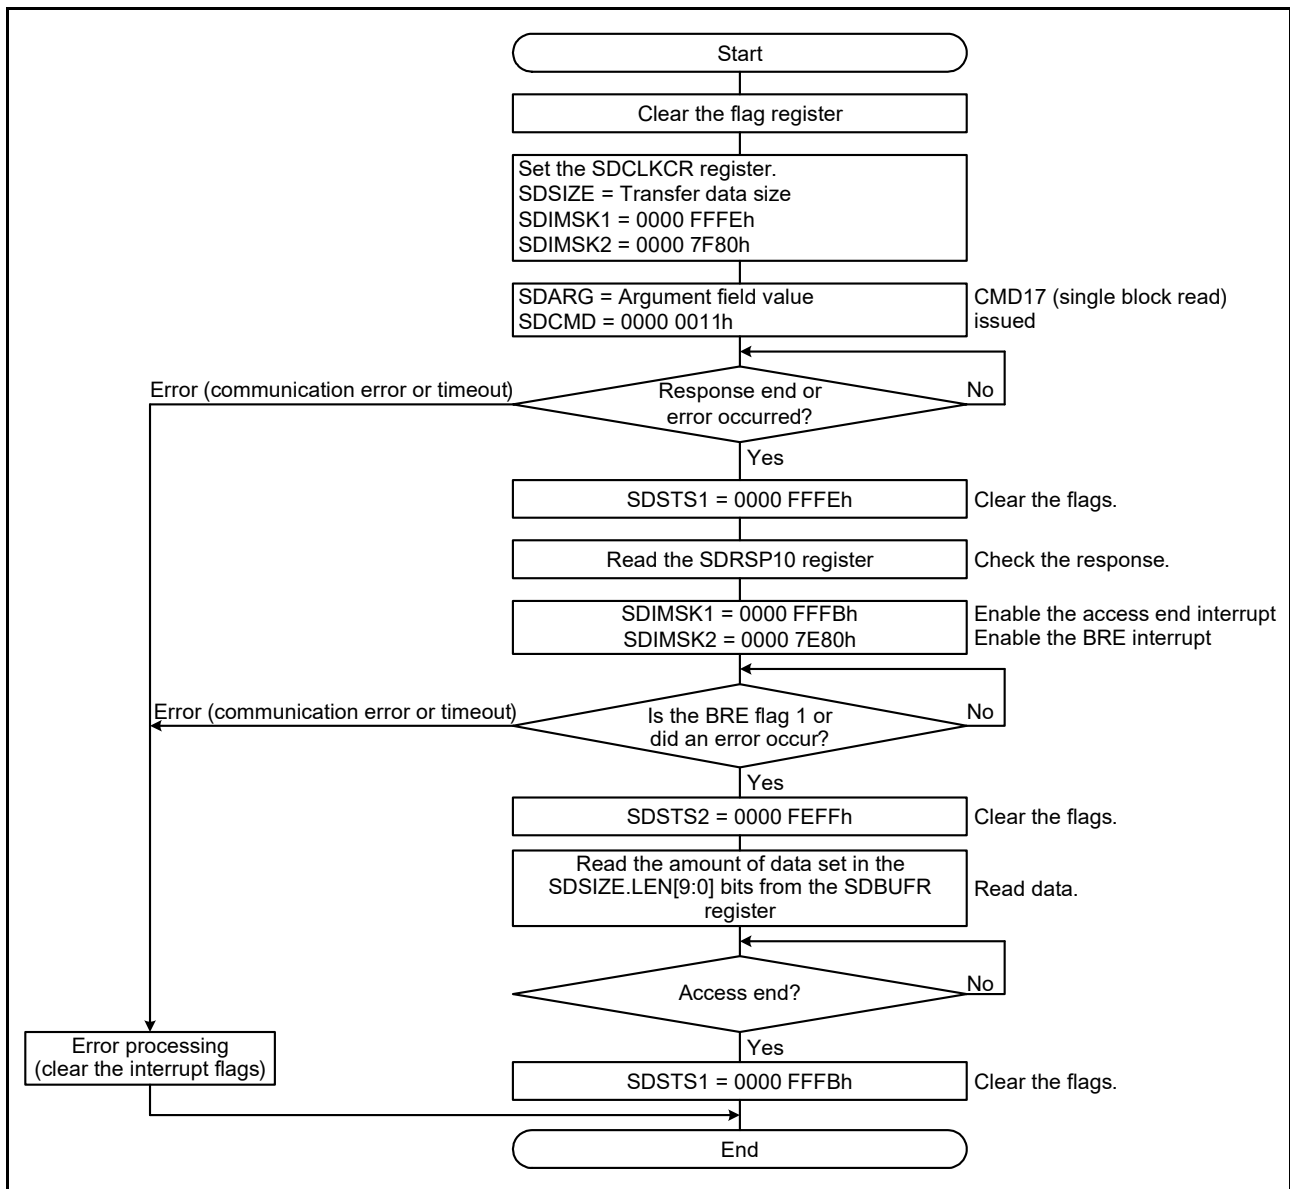 Start
Clear the flag register
Set the SDCLKCR register.
SDSIZE = Transfer data size
SDIMSK1 = 0000 FFFEh
SDIMSK2 = 0000 7F80h
SDARG = Argument field value
SDCMD = 0000 0011h
CMD17 (single block read)
issued
Error (communication error or timeout)
Response end or
error occurred?
No
Yes
SDSTS1 = 0000 FFFEh
Clear the flags.
Read the SDRSP10 register
Check the response.
SDIMSK1 = 0000 FFFBh
SDIMSK2 = 0000 7E80h
Enable the access end interrupt
Enable the BRE interrupt
Error (communication error or timeout)
Is the BRE flag 1 or
did an error occur?
No
Yes
SDSTS2 = 0000 FEFFh
Clear the flags.
Read the amount of data set in the
SDSIZE.LEN[9:0] bits from the SDBUFR
register
Read data.
Access end?
No
Yes
Error processing
(clear the interrupt flags)
SDSTS1 = 0000 FFFBh
Clear the flags.
End